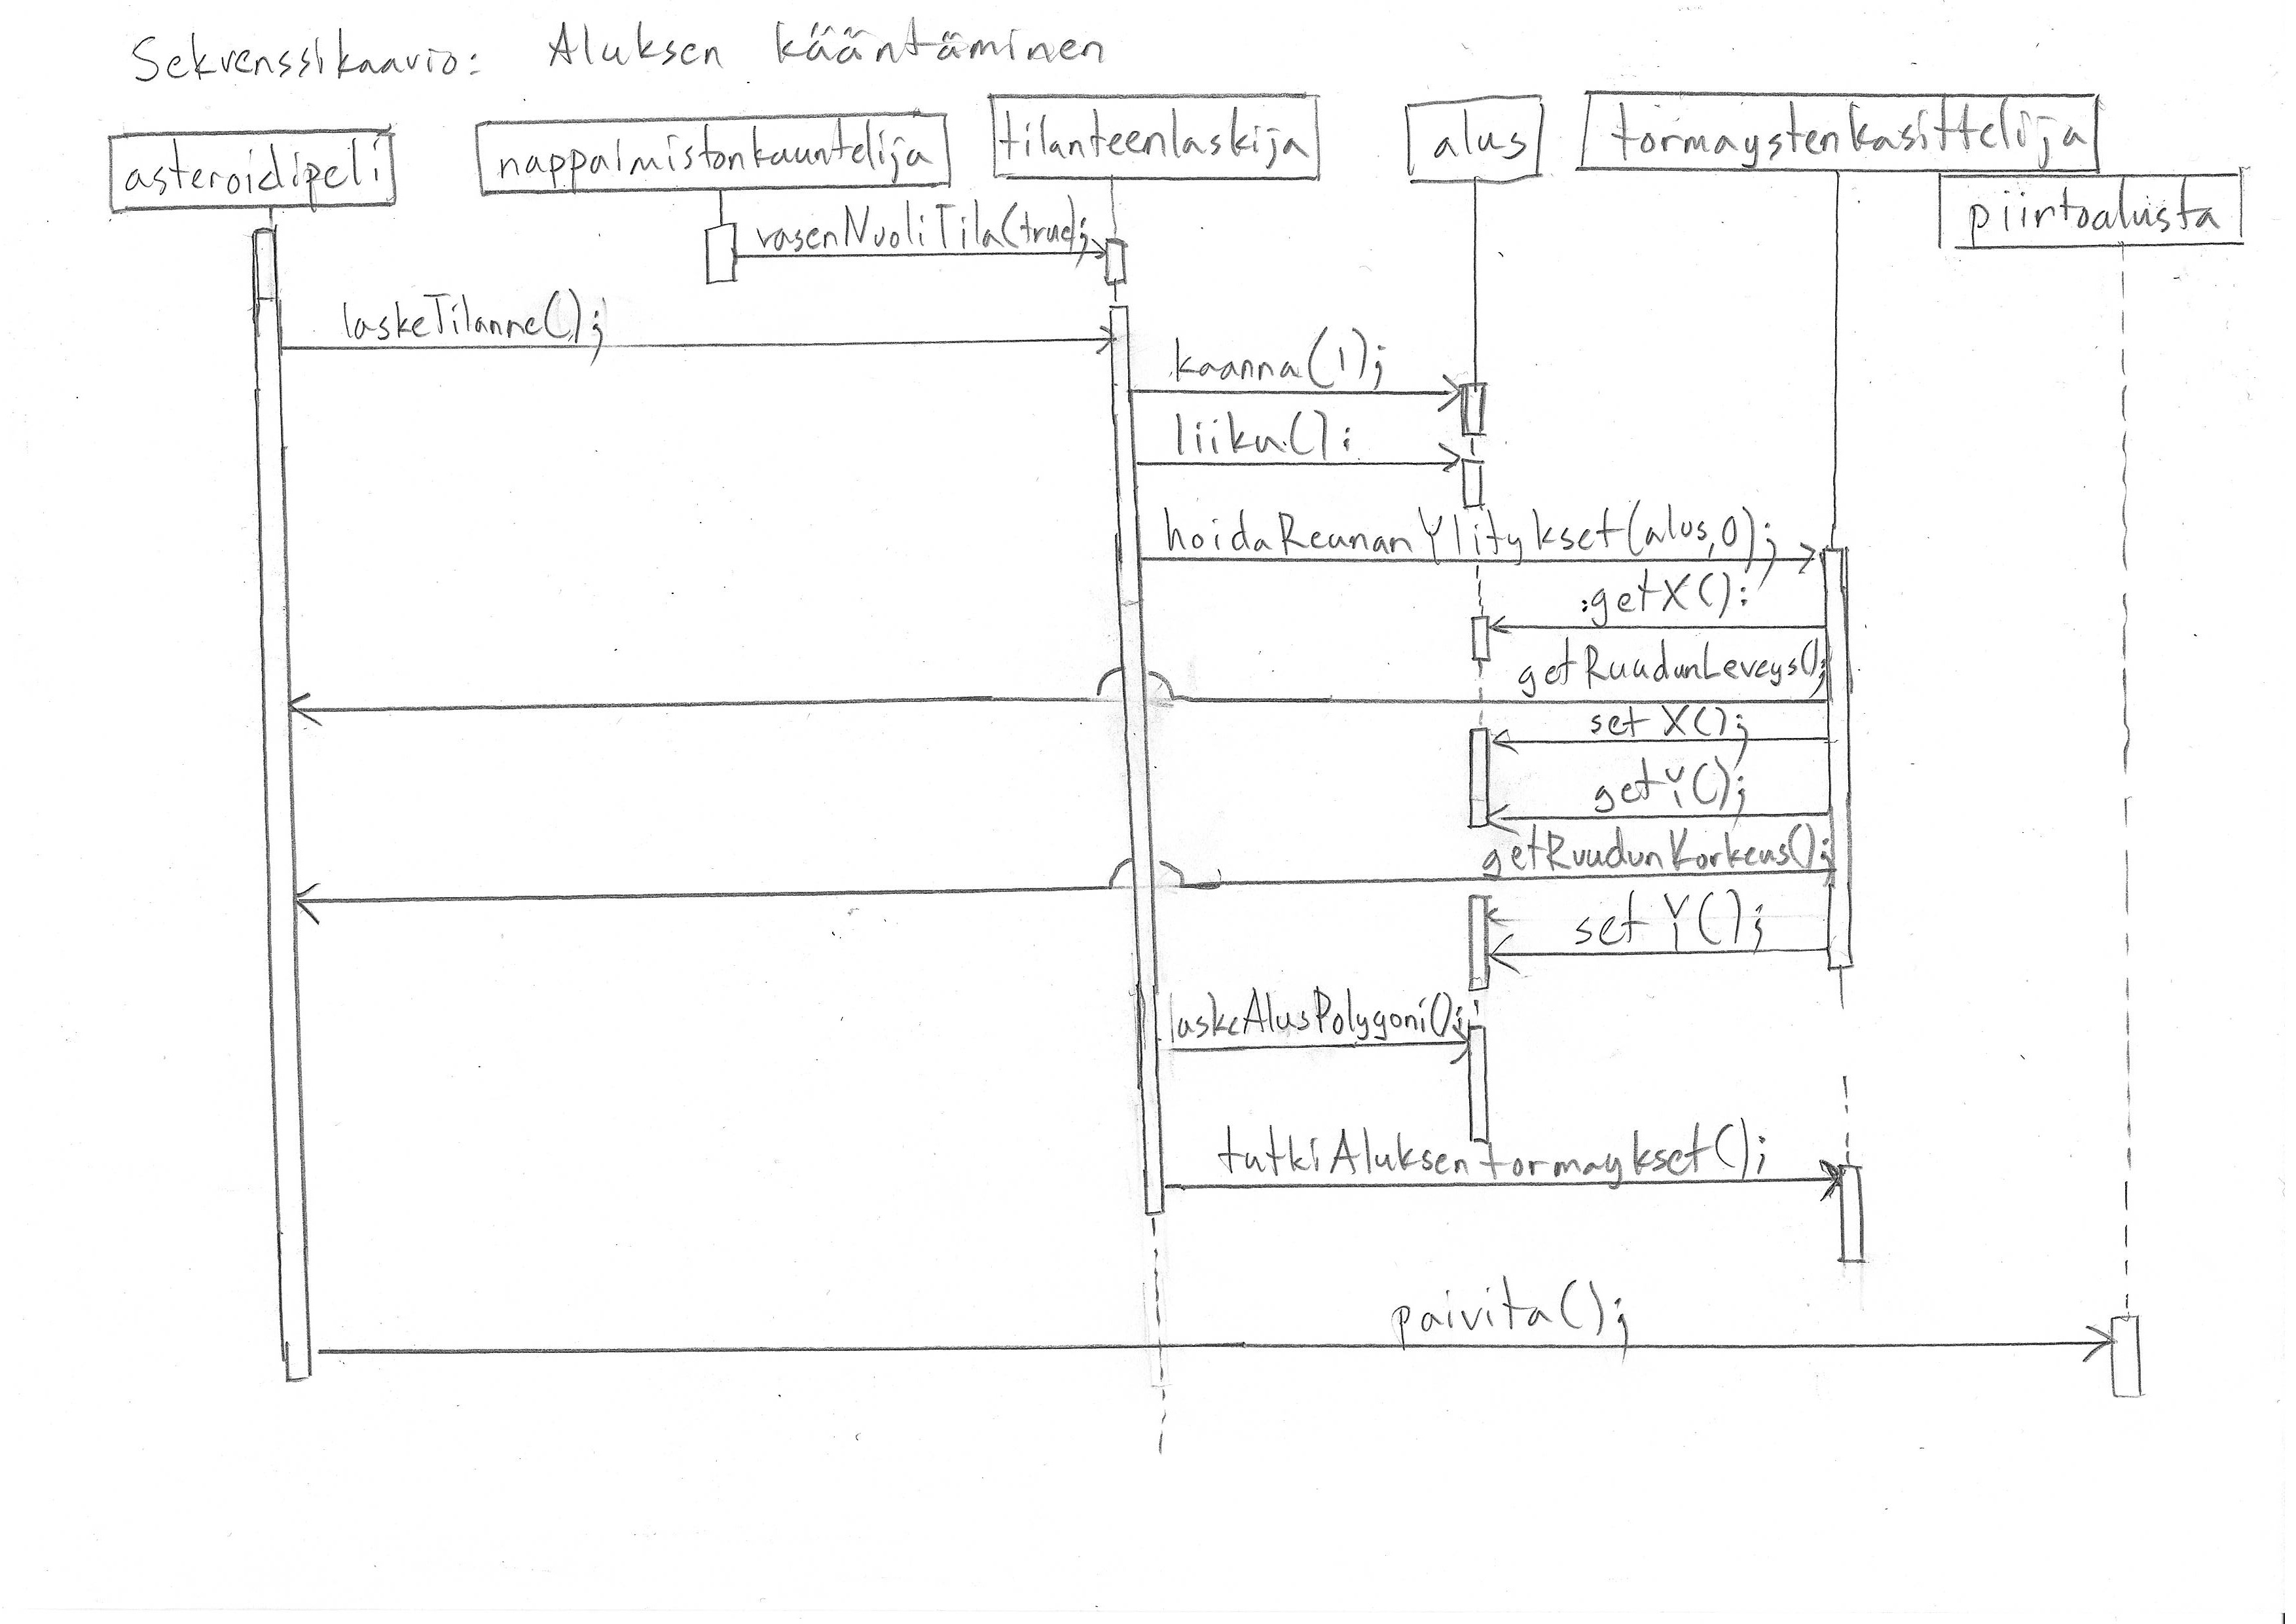 Sekvenssikaavio: Aluksen kääntäminen
asteroidipeli
nappaimistonkauntelija
tilanteenlaskija
alus
tormaystenkasittelija
piirtoalusta
vasenNuoliTila(true);
laskeTilanne();
kaanna(1);
liiku():
hoidaReunanYlitykset(alus,0);
:getX():
getRuudunLeveys();
setX();
getY();
getRuudunKorkeus();
setY();
laskeAlusPolygoni();
tutkiAluksentormaykset();
paivita();